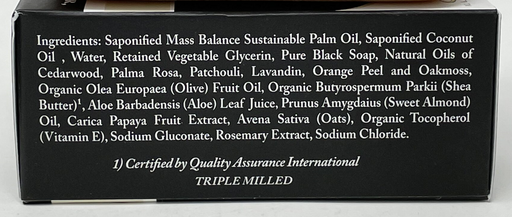 Ingredients: Saponified Mass Balance Sustainable Palm Oil, Saponified Coconut
Oil , Water, Retained Vegetable Glycerin, Pure Black Soap, Natural Oils of
Cedarwood, Palma Rosa, Patchouli, Lavandin, Orange Peel and Oakmoss,
Organic Olea Europaea (Olive) Fruit Oil, Organic Butyrospermum Parkii (Shea
Butter)¹, Aloe Barbadensis (Aloe) Leaf Juice, Prunus Amygdaius (Sweet Almond)
Oil, Carica Papaya Fruit Extract, Avena Sativa (Oats), Organic Tocopherol
(Vitamin E), Sodium Gluconate, Rosemary Extract, Sodium Chloride.
1) Certified by Quality Assurance International
TRIPLE MILLED